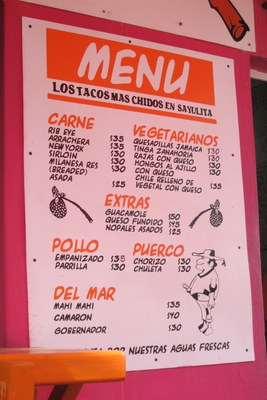 MENU
LOS TACOS MAS CHIDOS EN SAYULITA
CARNE
RIB EYE
ARRACHERA $35
NEWYORK $35
SIRLOIN $30
MILANESA RES $30
(BREADED)
ASADA $25
VEGETARIANOS
QUESADILLAS JAMAICA $30
TINGA ZANAHORIA $30
RAJAS CON QUESO $30
HONGOS AL AJILLO $30
CON QUESO
CHILE RELLENO DE
VEGETAL CON QUESO $35
EXTRAS
GUACAMOLE $50
QUESO FUNDIDO $95
NOPALES ASADOS $25
POLLO
EMPANIZADO $35
PARRILLA $30
PUERCO
CHORIZO $30
CHULETA $30
DEL MAR
MAHI MAHI $35
CAMARON $40
GOBERNADOR $30
POR NUESTRAS AGUAS FRESCAS